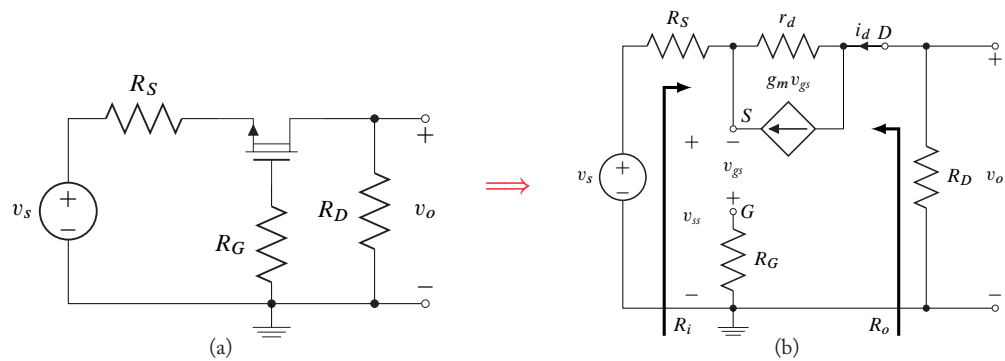 R_S
v_s
+
−
R_G
R_D
+
v_o
−
(a)
⇒
R_S
r_d
i_d D
g_m v_gs
S
+
−
v_s
+
v_ss
−
−
v_gs
+
G
R_G
R_D
+
v_o
−
R_i
R_o
(b)